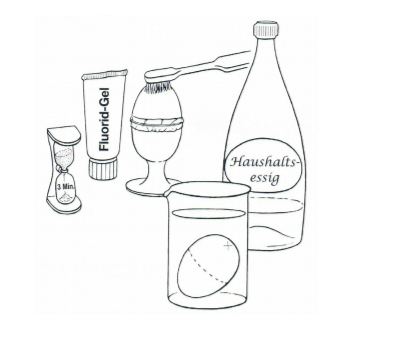 Fluorid-Gel
3 Min.
Haushalts-
essig